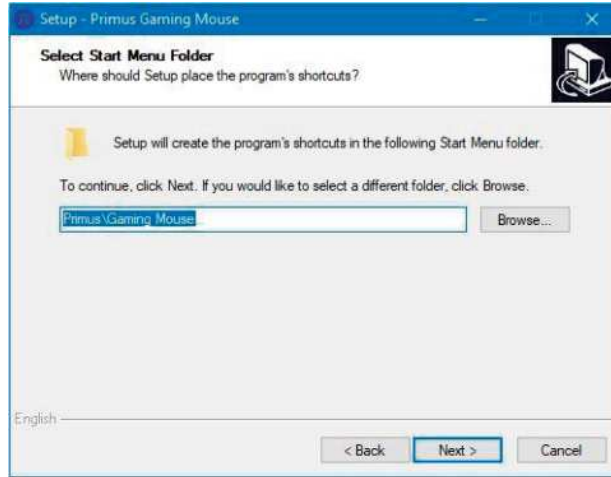 Setup - Primus Gaming Mouse
Select Start Menu Folder
Where should Setup place the program's shortcuts?
Setup will create the program's shortcuts in the following Start Menu folder.
To continue, click Next. If you would like to select a different folder, click Browse.
Primus\Gaming Mouse
Browse...
English
< Back
Next >
Cancel